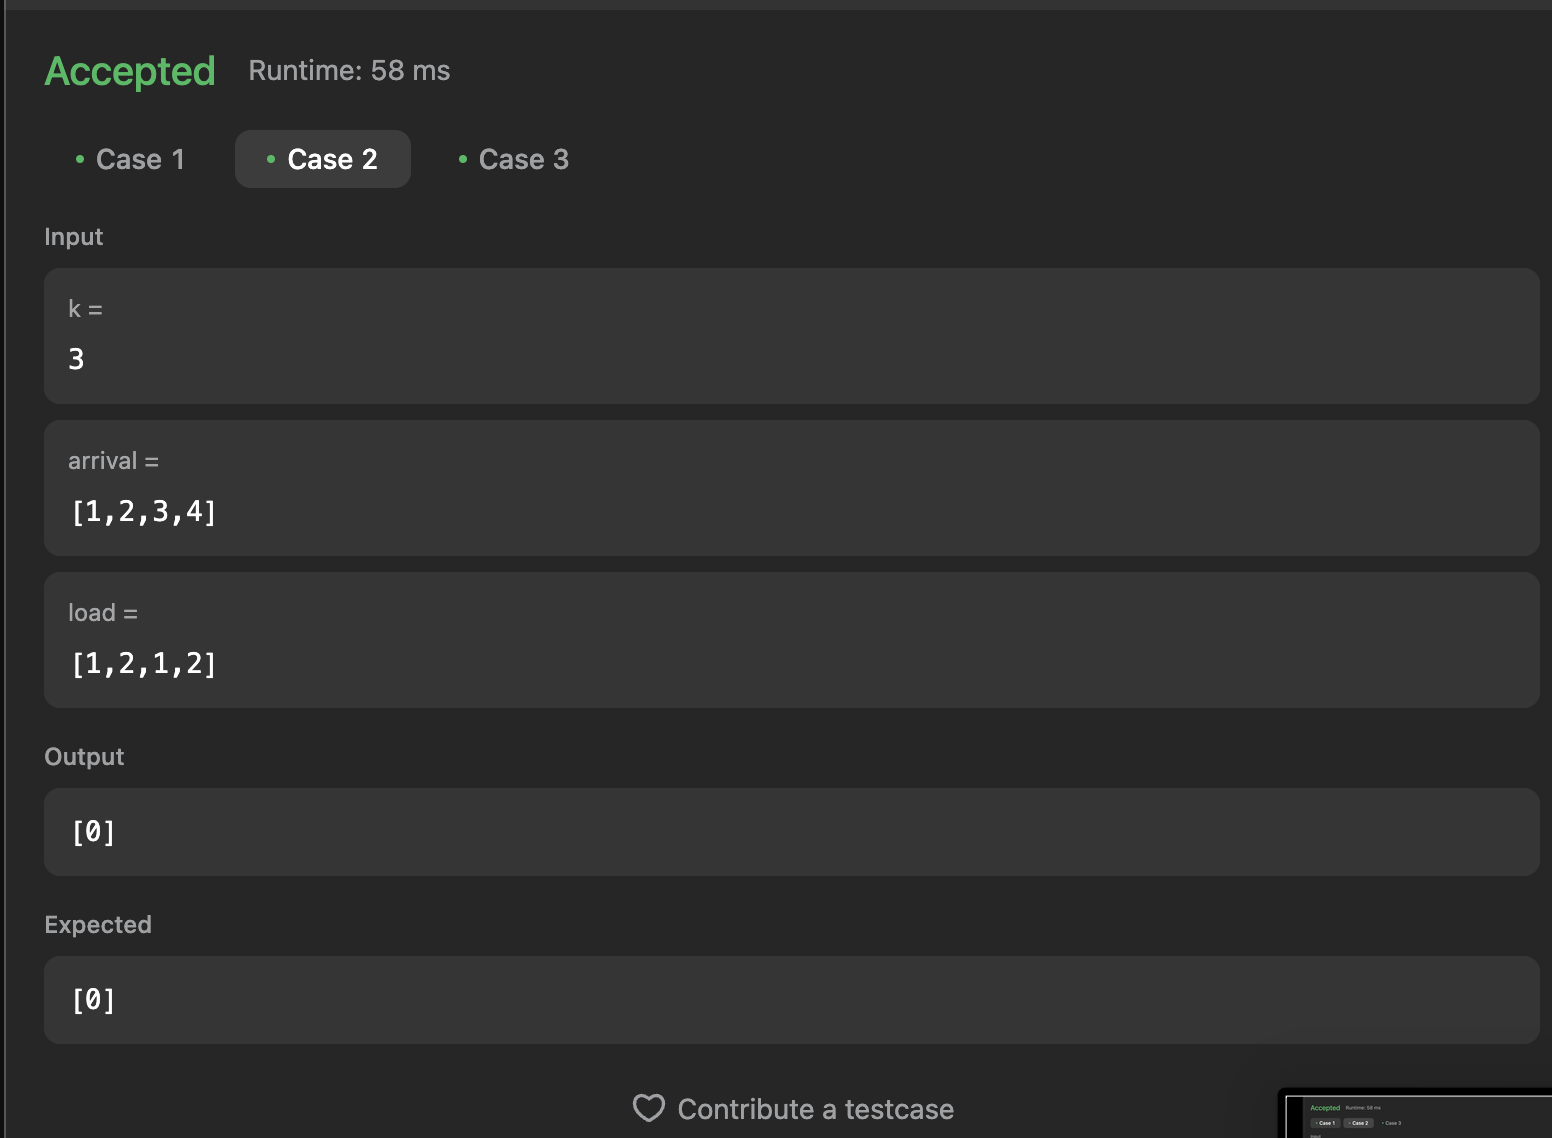 Accepted Runtime: 58 ms
Case 1 Case 2 Case 3
Input
k =
3
arrival =
[1,2,3,4]
load =
[1,2,1,2]
Output
[0]
Expected
[0]
Contribute a testcase
Accepted Runtime: 58 ms
Case 1 Case 2 Case 3